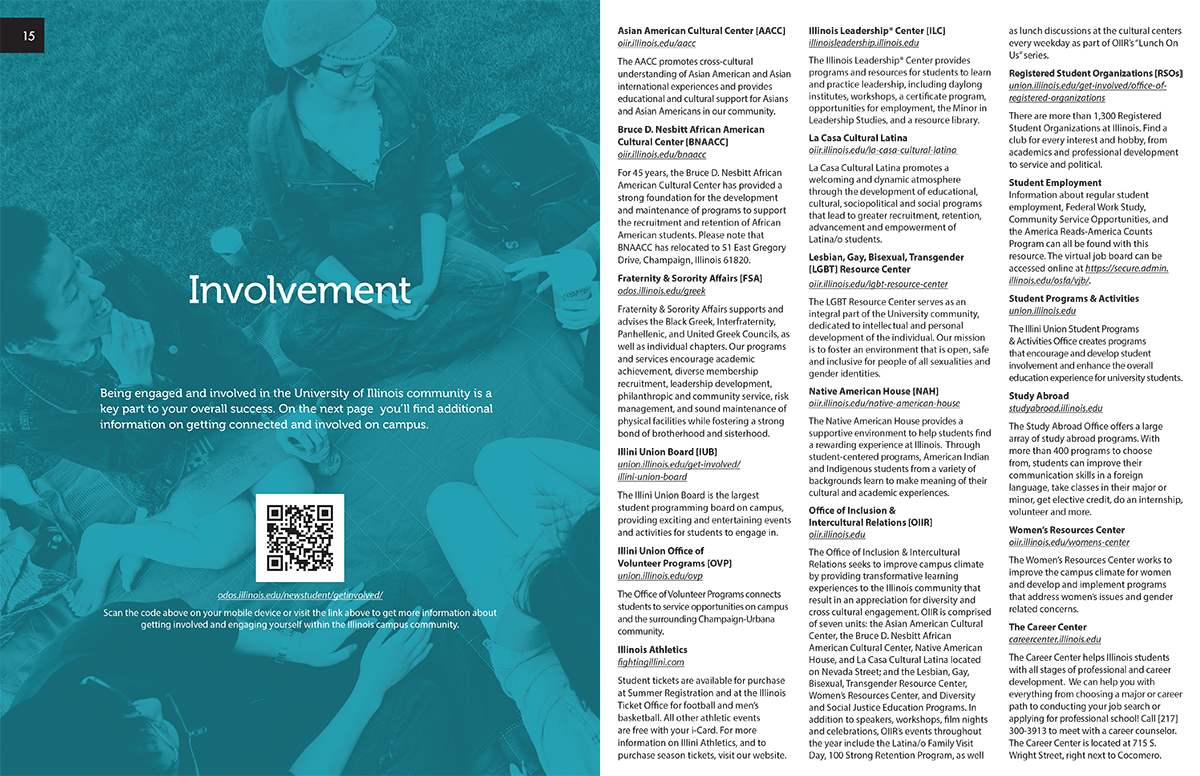 15
Involvement
Being engaged and involved in the University of Illinois community is a
key part to your overall success. On the next page  you'll find additional
information on getting connected and involved on campus.
odos.illinois.edu/newstudent/getinvolved/
Scan the code above on your mobile device or visit the link above to get more information about
getting involved and engaging yourself within the Illinois campus community.
Asian American Cultural Center [AACC]
oiir.illinois.edu/aacc
The AACC promotes cross-cultural
understanding of Asian American and Asian
international experiences and provides
educational and cultural support for Asians
and Asian Americans in our community.
Bruce D. Nesbitt African American
Cultural Center [BNAACC]
oiir.illinois.edu/bnaacc
For 45 years, the Bruce D. Nesbitt African
American Cultural Center has provided a
strong foundation for the development
and maintenance of programs to support
the recruitment and retention of African
American students. Please note that
BNAACC has relocated to 51 East Gregory
Drive, Champaign, Illinois 61820.
Fraternity & Sorority Affairs [FSA]
odos.illinois.edu/greek
Fraternity & Sorority Affairs supports and
advises the Black Greek, Interfraternity,
Panhellenic, and United Greek Councils, as
well as individual chapters. Our programs
and services encourage academic
achievement, diverse membership
recruitment, leadership development,
philanthropic and community service, risk
management, and sound maintenance of
physical facilities while fostering a strong
bond of brotherhood and sisterhood.
Illini Union Board [IUB]
union.illinois.edu/get-involved/
illini-union-board
The Illini Union Board is the largest
student programming board on campus,
providing exciting and entertaining events
and activities for students to engage in.
Illini Union Office of
Volunteer Programs [OVP]
union.illinois.edu/ovp
The Office of Volunteer Programs connects
students to service opportunities on campus
and the surrounding Champaign-Urbana
community.
Illinois Athletics
fightingillini.com
Student tickets are available for purchase
at Summer Registration and at the Illinois
Ticket Office for football and men's
basketball. All other athletic events
are free with your i-Card. For more
information on Illini Athletics, and to
purchase season tickets, visit our website.
Illinois Leadership® Center [ILC]
illinoisleadership.illinois.edu
The Illinois Leadership® Center provides
programs and resources for students to learn
and practice leadership, including daylong
institutes, workshops, a certificate program,
opportunities for employment, the Minor in
Leadership Studies, and a resource library.
La Casa Cultural Latina
oiir.illinois.edu/la-casa-cultural-latina
La Casa Cultural Latina promotes a
welcoming and dynamic atmosphere
through the development of educational,
cultural, sociopolitical and social programs
that lead to greater recruitment, retention,
advancement and empowerment of
Latina/o students.
Lesbian, Gay, Bisexual, Transgender
[LGBT] Resource Center
oiir.illinois.edu/lgbt-resource-center
The LGBT Resource Center serves as an
integral part of the University community,
dedicated to intellectual and personal
development of the individual. Our mission
is to foster an environment that is open, safe
and inclusive for people of all sexualities and
gender identities.
Native American House [NAH]
oiir.illinois.edu/native-american-house
The Native American House provides a
supportive environment to help students find
a rewarding experience at Illinois.  Through
student-centered programs, American Indian
and Indigenous students from a variety of
backgrounds learn to make meaning of their
cultural and academic experiences.
Office of Inclusion &
Intercultural Relations [OIIR]
oiir.illinois.edu
The Office of Inclusion & Intercultural
Relations seeks to improve campus climate
by providing transformative learning
experiences to the Illinois community that
result in an appreciation for diversity and
cross cultural engagement. OIIR is comprised
of seven units: the Asian American Cultural
Center, the Bruce D. Nesbitt African
American Cultural Center, Native American
House, and La Casa Cultural Latina located
on Nevada Street; and the Lesbian, Gay,
Bisexual, Transgender Resource Center,
Women's Resources Center, and Diversity
and Social Justice Education Programs. In
addition to speakers, workshops, film nights
and celebrations, OIIR's events throughout
the year include the Latina/o Family Visit
Day, 100 Strong Retention Program, as well
as lunch discussions at the cultural centers
every weekday as part of OIIR's "Lunch On
Us" series.
Registered Student Organizations [RSOs]
union.illinois.edu/get-involved/office-of-
registered-organizations
There are more than 1,300 Registered
Student Organizations at Illinois. Find a
club for every interest and hobby, from
academics and professional development
to service and political.
Student Employment
Information about regular student
employment, Federal Work Study,
Community Service Opportunities, and
the America Reads-America Counts
Program can all be found with this
resource. The virtual job board can be
accessed online at https://secure.admin.
illinois.edu/osfa/vjb/.
Student Programs & Activities
union.illinois.edu
The Illini Union Student Programs
& Activities Office creates programs
that encourage and develop student
involvement and enhance the overall
education experience for university students.
Study Abroad
studyabroad.illinois.edu
The Study Abroad Office offers a large
array of study abroad programs. With
more than 400 programs to choose
from, students can improve their
communication skills in a foreign
language, take classes in their major or
minor, get elective credit, do an internship,
volunteer and more.
Women's Resources Center
oiir.illinois.edu/womens-center
The Women's Resources Center works to
improve the campus climate for women
and develop and implement programs
that address women's issues and gender
related concerns.
The Career Center
careercenter.illinois.edu
The Career Center helps Illinois students
with all stages of professional and career
development.  We can help you with
everything from choosing a major or career
path to conducting your job search or
applying for professional school! Call [217]
300-3913 to meet with a career counselor.
The Career Center is located at 715 S.
Wright Street, right next to Cocomero.